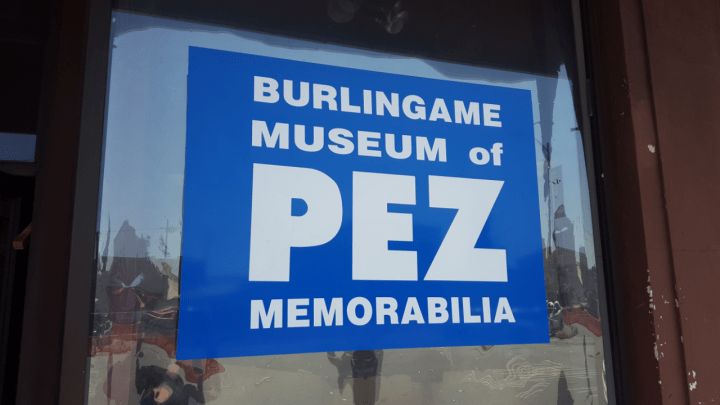 BURLINGAME
MUSEUM of
PEZ
MEMORABILIA